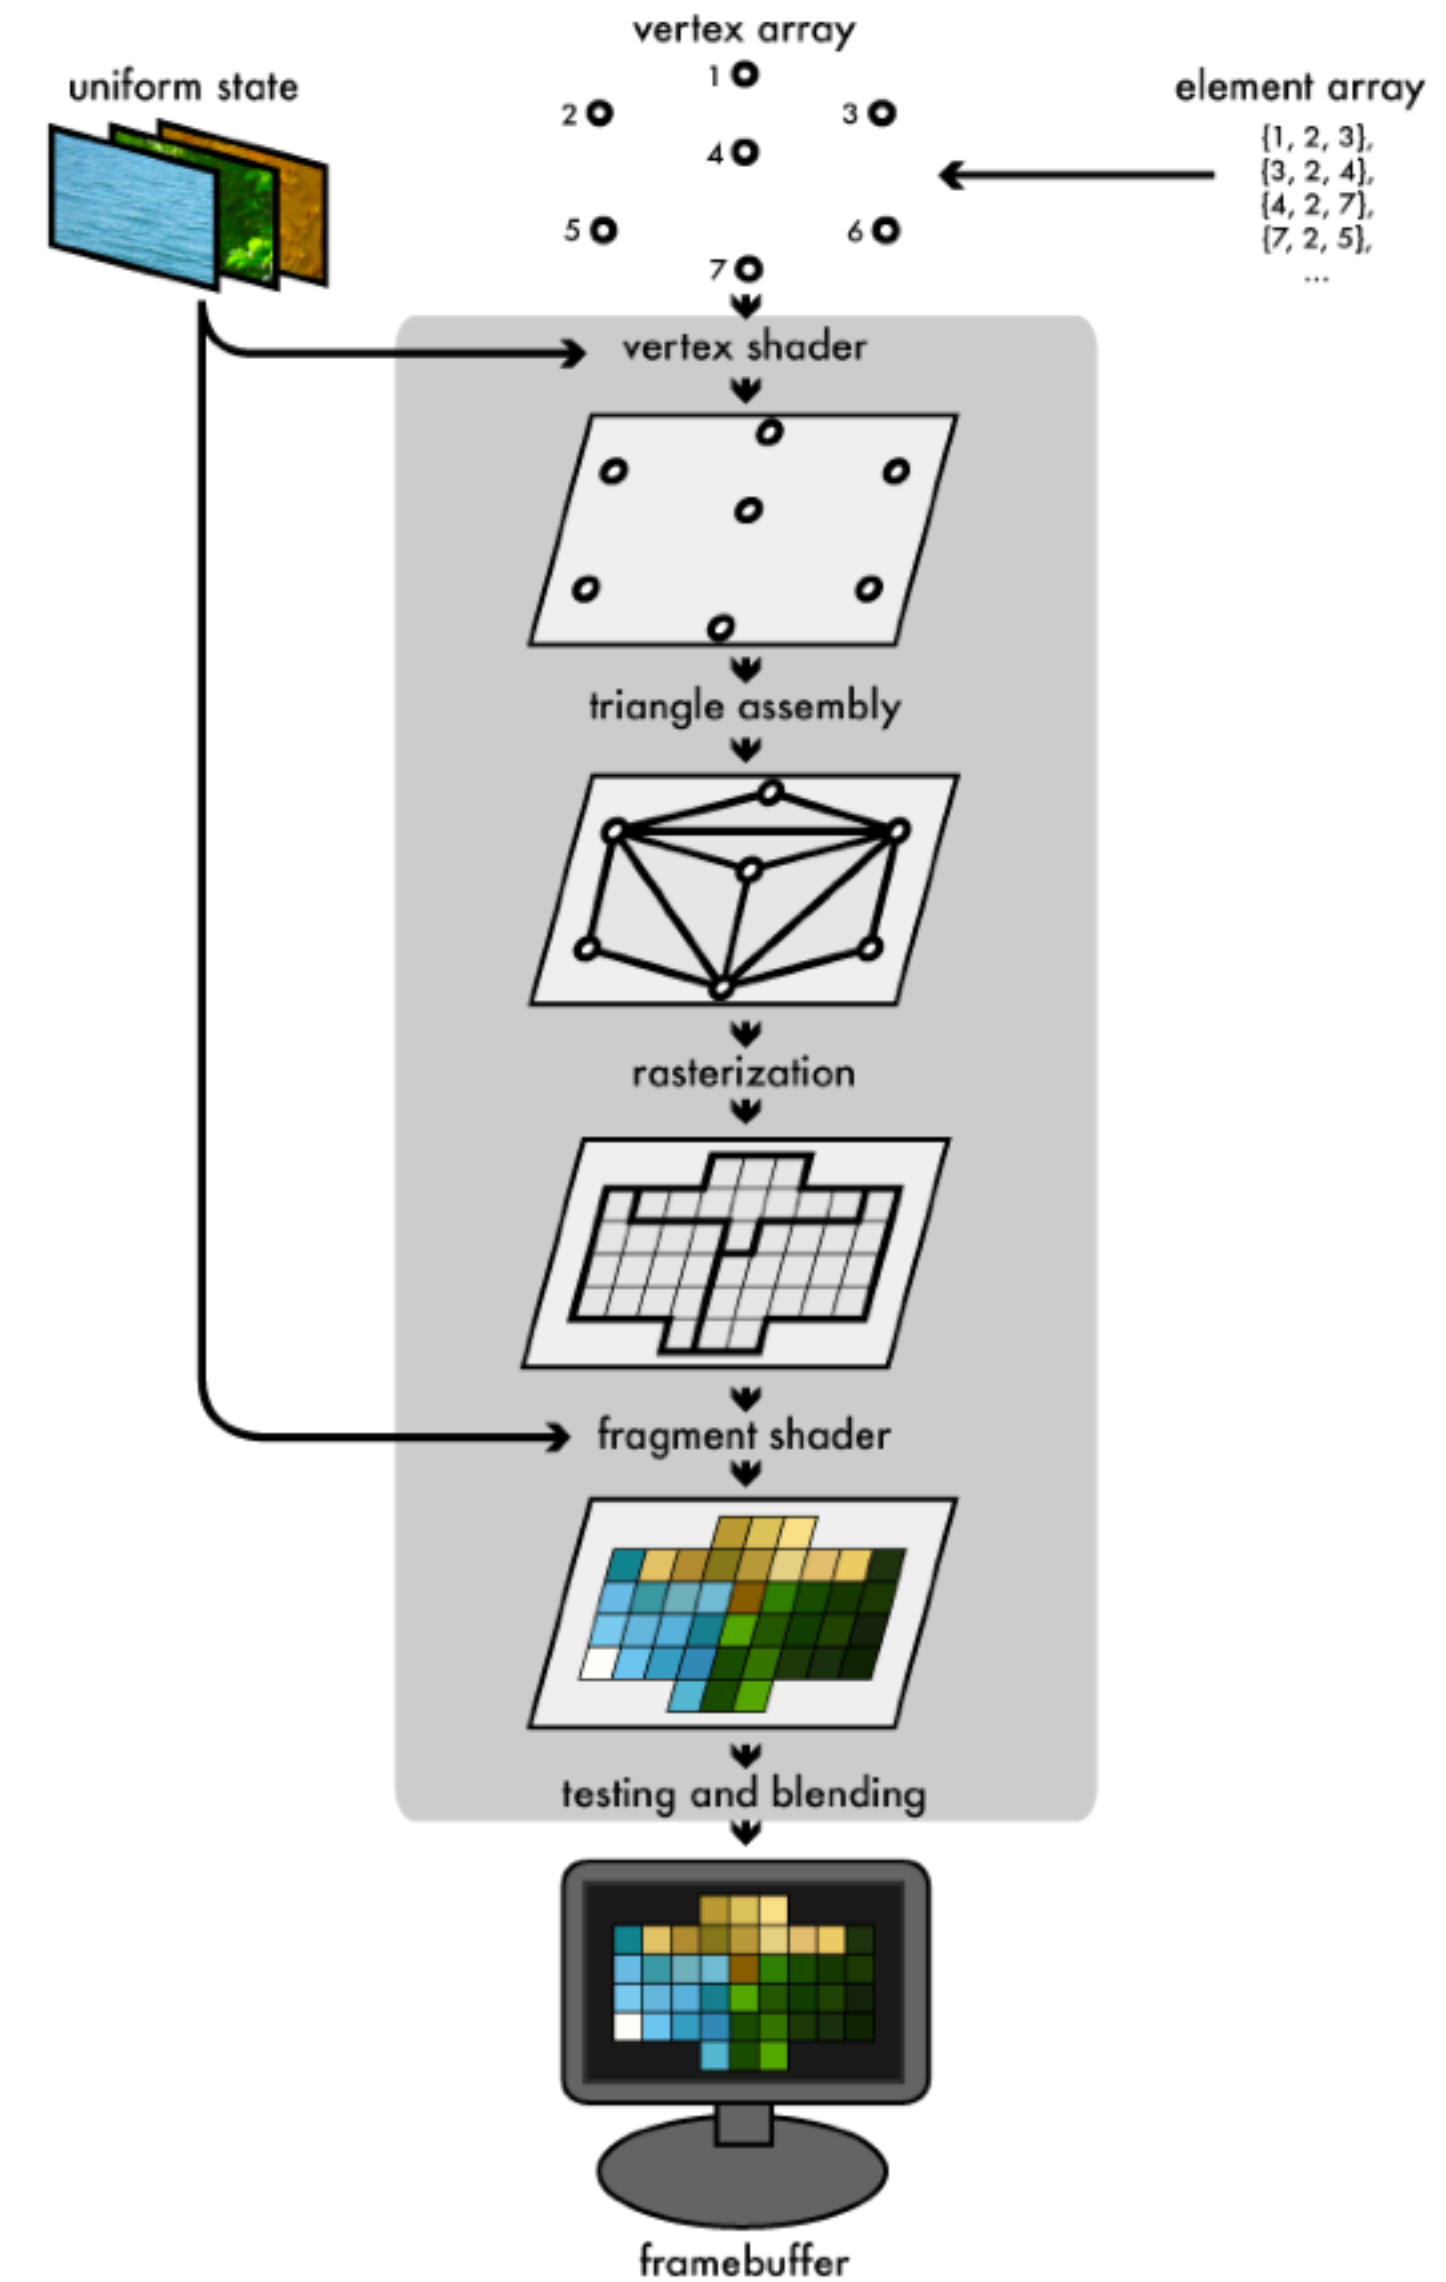 vertex array
uniform state
element array
1
2
3
4
5
6
7
{1, 2, 3},
{3, 2, 4},
{4, 2, 7},
{7, 2, 5},
...
vertex shader
triangle assembly
rasterization
fragment shader
testing and blending
framebuffer